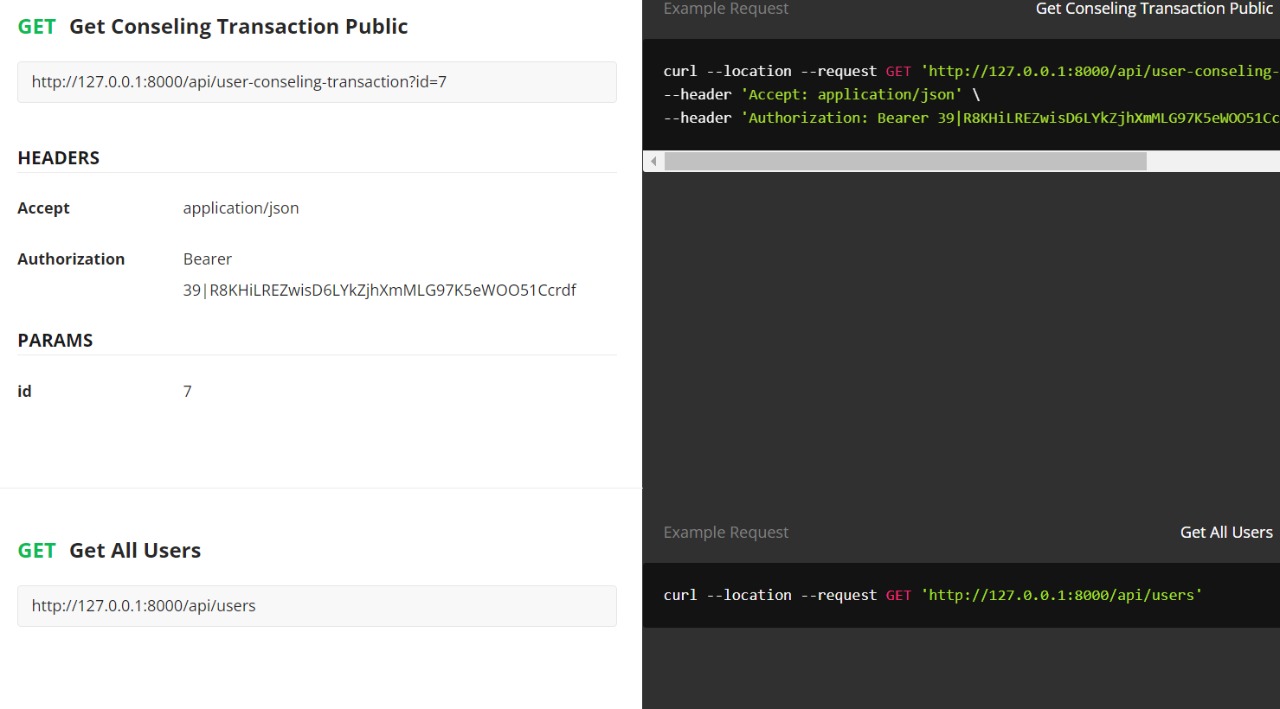 GET Get Conseling Transaction Public
http://127.0.0.1:8000/api/user-conseling-transaction?id=7
HEADERS
Accept application/json
Authorization Bearer
39|R8KHiLREZwisD6LYkZjhXmMLG97K5eWOO51Ccrdf
PARAMS
id 7
GET Get All Users
http://127.0.0.1:8000/api/users
Example Request Get Conseling Transaction Public
curl --location --request GET 'http://127.0.0.1:8000/api/user-conseling-
--header 'Accept: application/json' \
--header 'Authorization: Bearer 39|R8KHiLREZwisD6LYkZjhXmMLG97K5eWOO51Cc
Example Request Get All Users
curl --location --request GET 'http://127.0.0.1:8000/api/users'